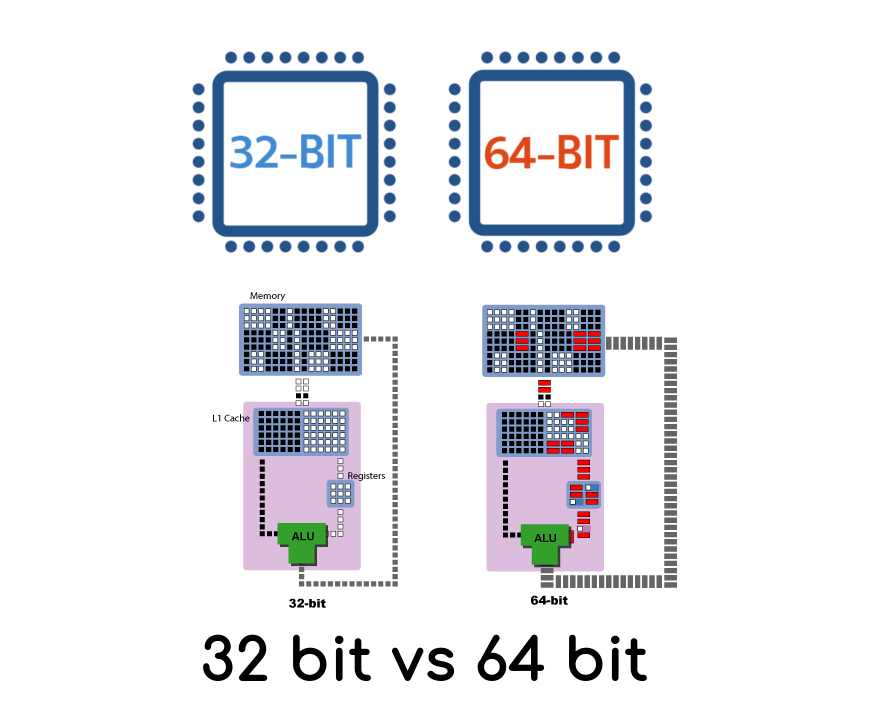 32-BIT
64-BIT
Memory
L1 Cache
Registers
ALU
ALU
32-bit
64-bit
32 bit vs 64 bit